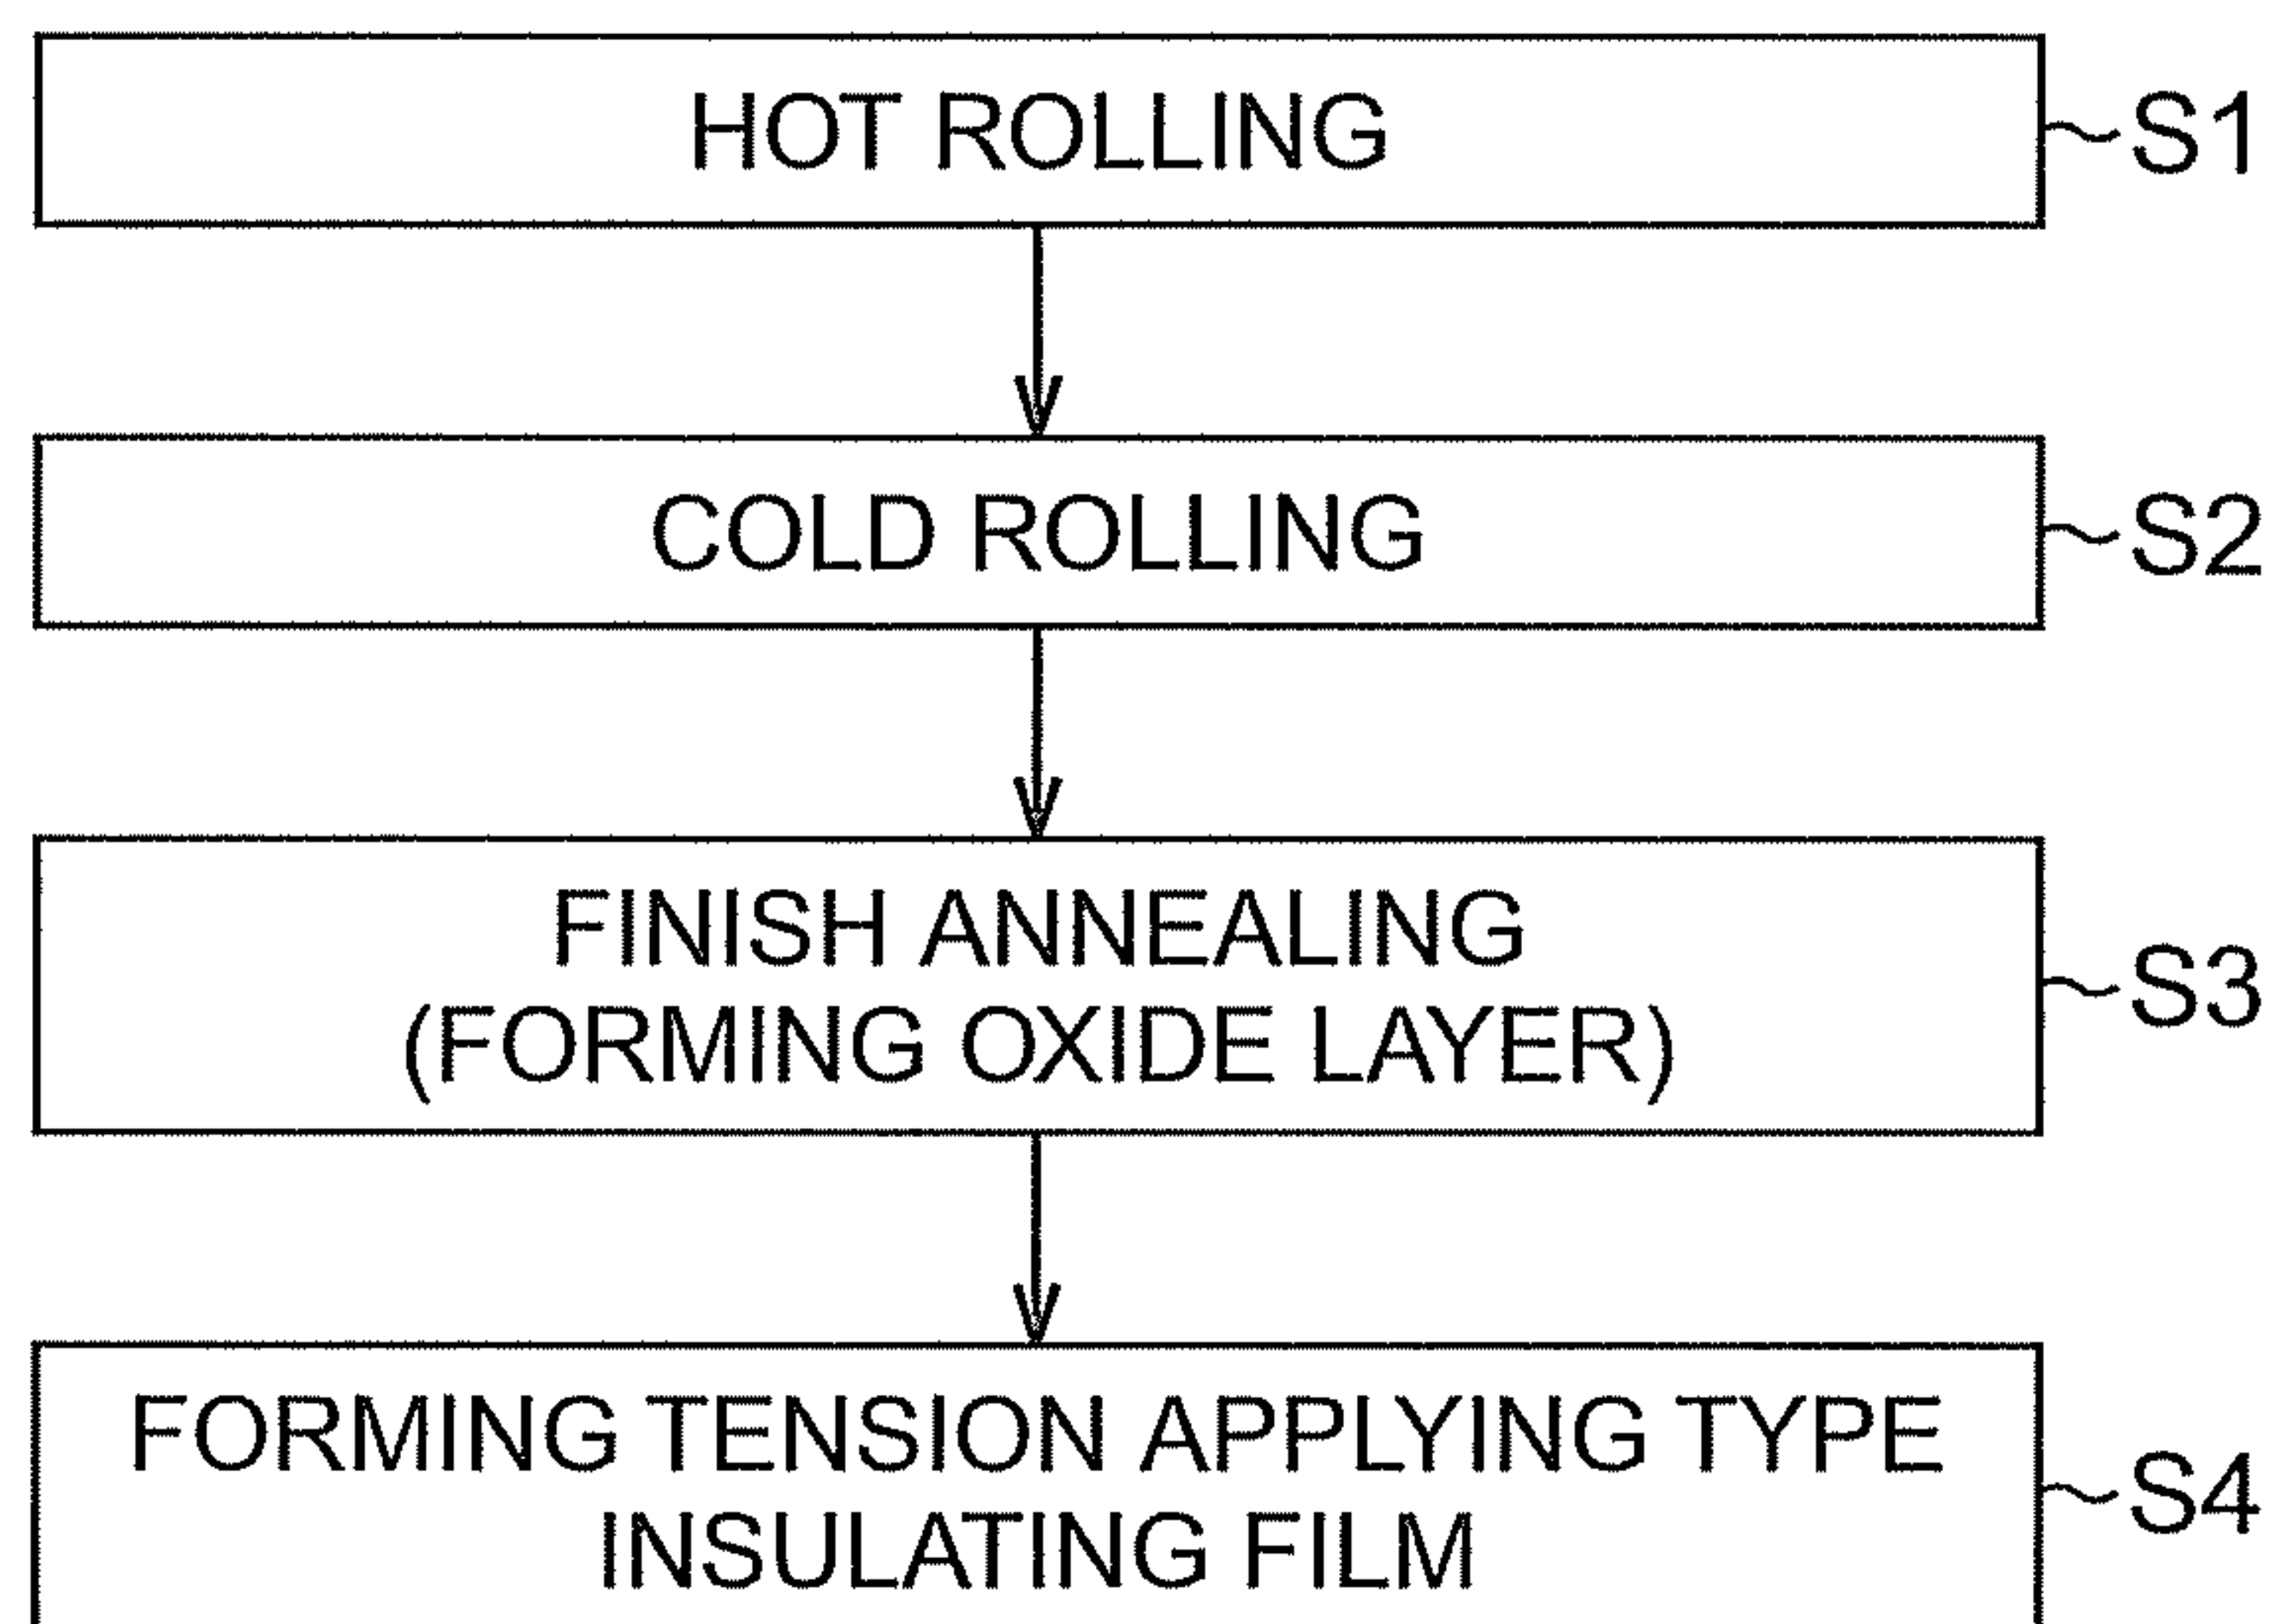 HOT ROLLING
S1
COLD ROLLING
S2
FINISH ANNEALING
(FORMING OXIDE LAYER)
S3
FORMING TENSION APPLYING TYPE
INSULATING FILM
S4